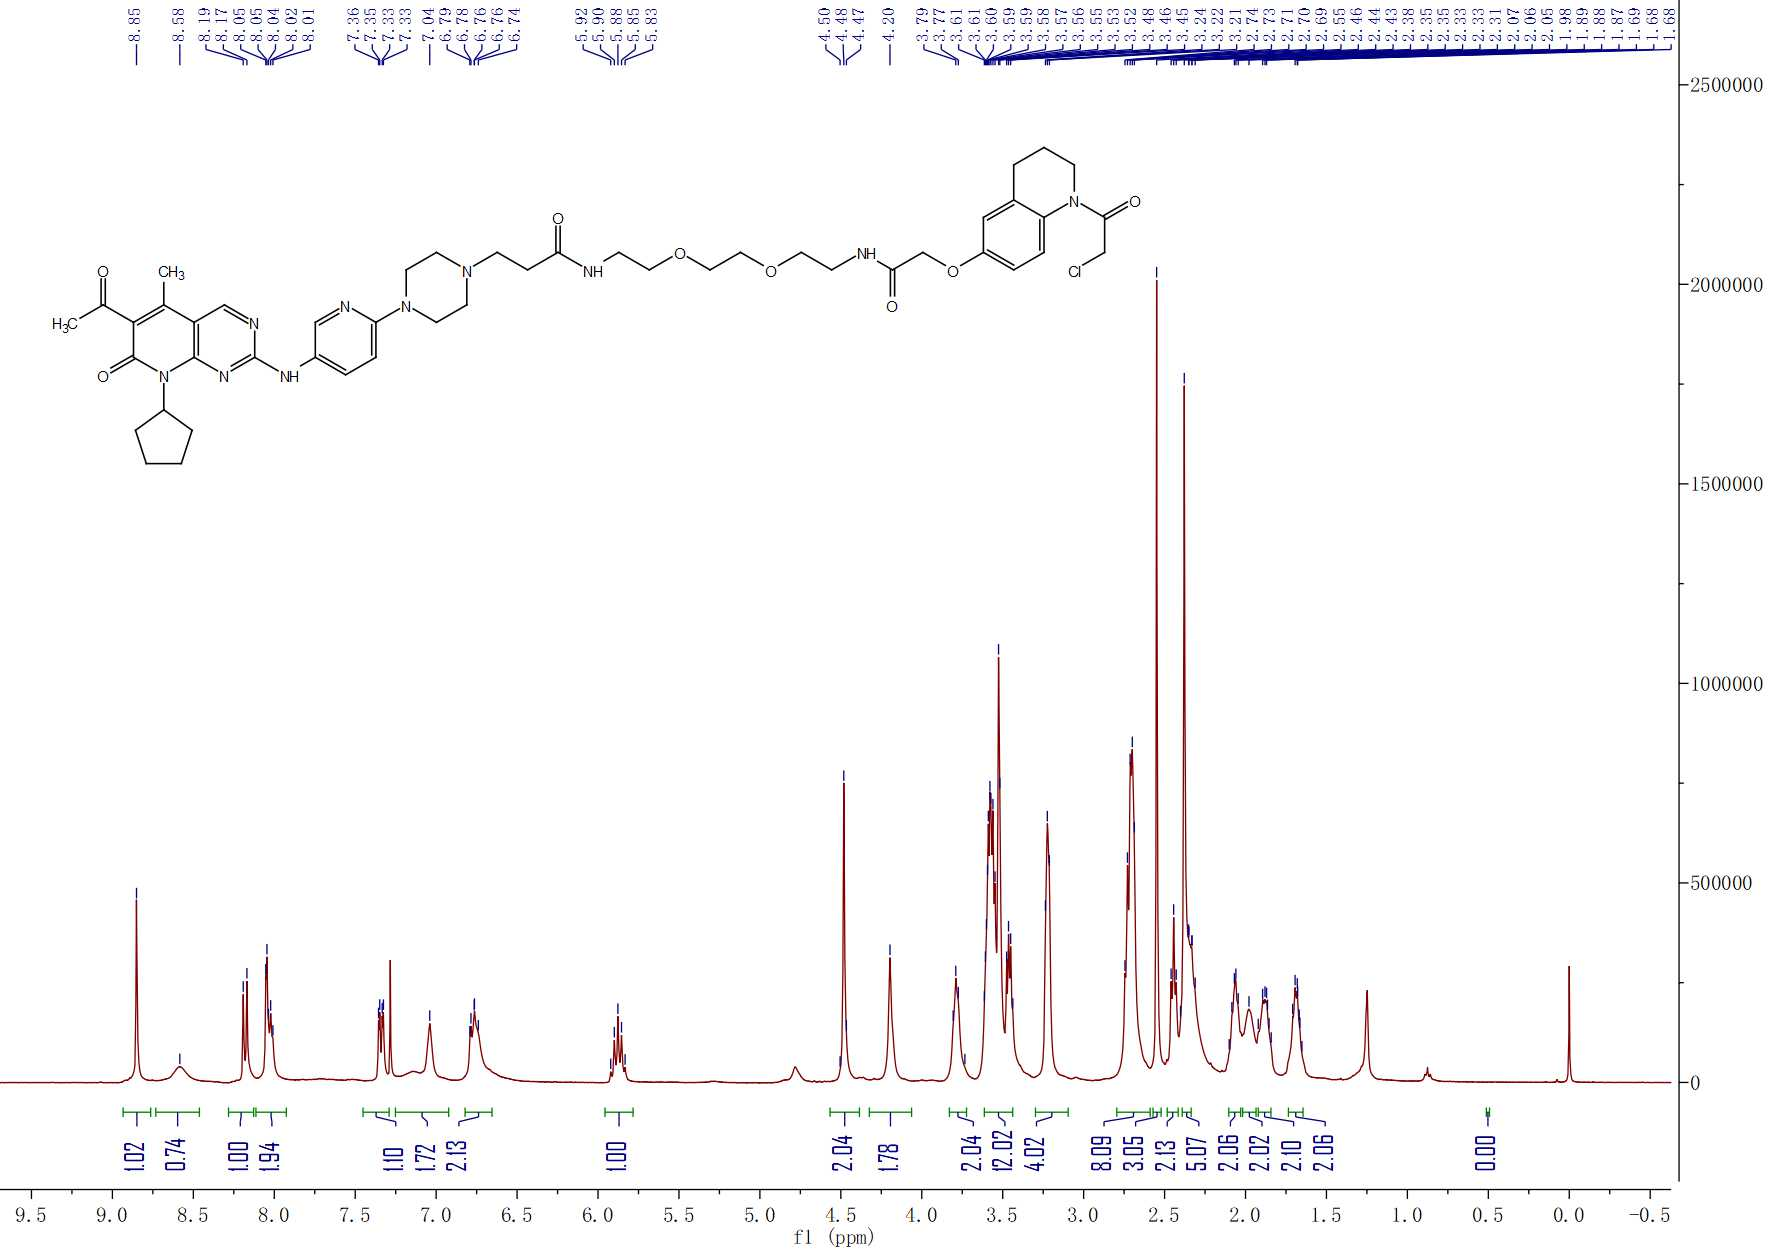 8.85 8.58 8.19 8.17 8.05 8.05 8.04 8.02 8.01 7.36 7.35 7.33 7.33 7.04 6.79 6.78 6.76 6.76 6.74 5.92 5.90 5.88 5.85 5.83 4.50 4.48 4.47 4.20 3.79 3.77 3.61 3.61 3.60 3.59 3.59 3.58 3.57 3.56 3.55 3.53 3.52 3.48 3.46 3.45 3.24 3.22 3.21 2.74 2.73 2.71 2.70 2.69 2.55 2.46 2.44 2.43 2.38 2.35 2.35 2.33 2.33 2.31 2.07 2.06 2.05 1.98 1.89 1.88 1.87 1.69 1.68 1.68
2500000
2000000
1500000
1000000
500000
0
N
O
O
Cl
O
NH
O
O
NH
O
O
N
N
N
O
CH3
H3C
N
N
NH
N
O
1.02 0.74 1.00 1.94 1.10 1.72 2.13 1.00 2.04 1.78 2.04 12.02 4.02 8.09 3.05 2.13 5.07 2.06 2.02 2.10 2.06 0.00
9.5 9.0 8.5 8.0 7.5 7.0 6.5 6.0 5.5 5.0 4.5 4.0 3.5 3.0 2.5 2.0 1.5 1.0 0.5 0.0 -0.5
f1 (ppm)